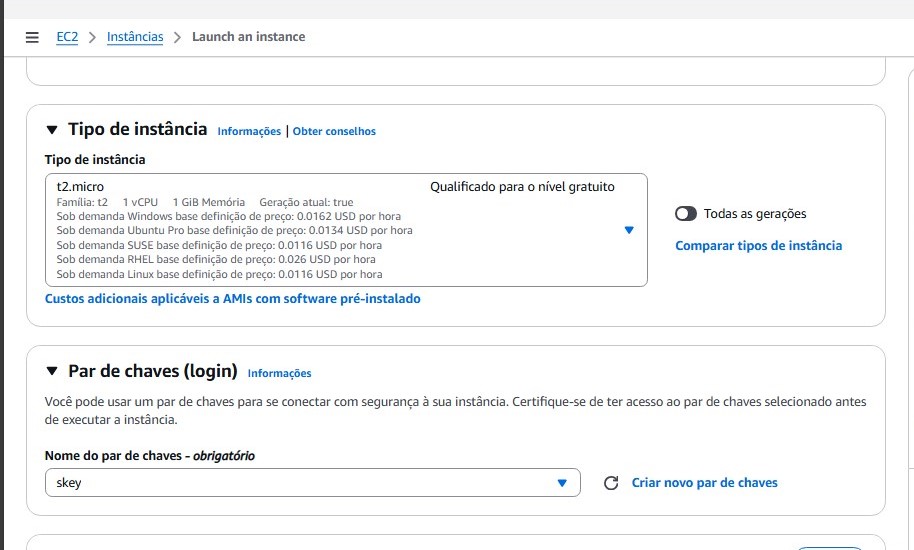 EC2 > Instâncias > Launch an instance
Tipo de instância Informações | Obter conselhos
Tipo de instância
t2.micro Qualificado para o nível gratuito
Família: t2 1 vCPU 1 GiB Memória Geração atual: true
Sob demanda Windows base definição de preço: 0.0162 USD por hora
Sob demanda Ubuntu Pro base definição de preço: 0.0134 USD por hora
Sob demanda SUSE base definição de preço: 0.0116 USD por hora
Sob demanda RHEL base definição de preço: 0.026 USD por hora
Sob demanda Linux base definição de preço: 0.0116 USD por hora
Todas as gerações
Comparar tipos de instância
Custos adicionais aplicáveis a AMIs com software pré-instalado
Par de chaves (login) Informações
Você pode usar um par de chaves para se conectar com segurança à sua instância. Certifique-se de ter acesso ao par de chaves selecionado antes
de executar a instância.
Nome do par de chaves - obrigatório
skey
Criar novo par de chaves